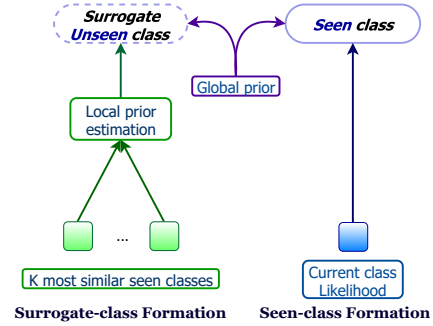 Surrogate
Unseen class
Seen class
Global prior
Local prior
estimation
...
K most similar seen classes
Current class
Likelihood
Surrogate-class Formation
Seen-class Formation